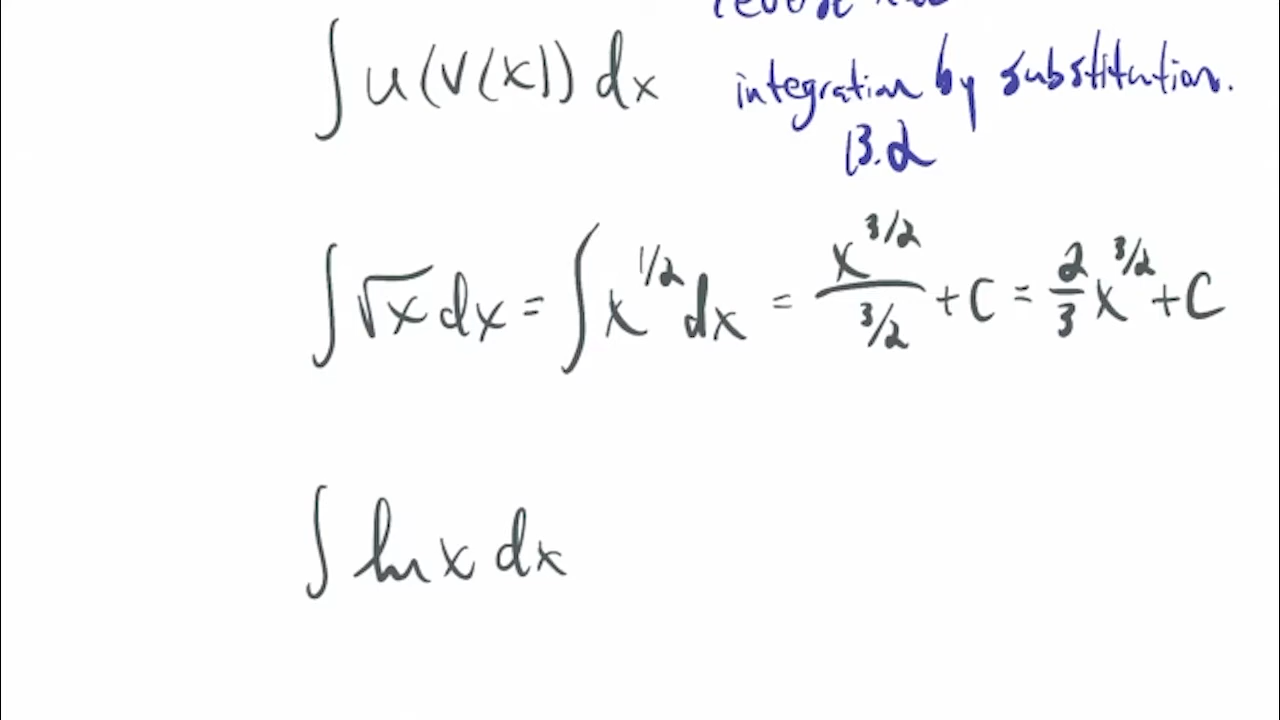 ∫ u(v(x)) dx
integration by substitution.
13.2
∫ √x dx = ∫ x^{1/2} dx = x^{3/2} / 3/2 + C = 2/3 x^{3/2} + C
∫ ln x dx